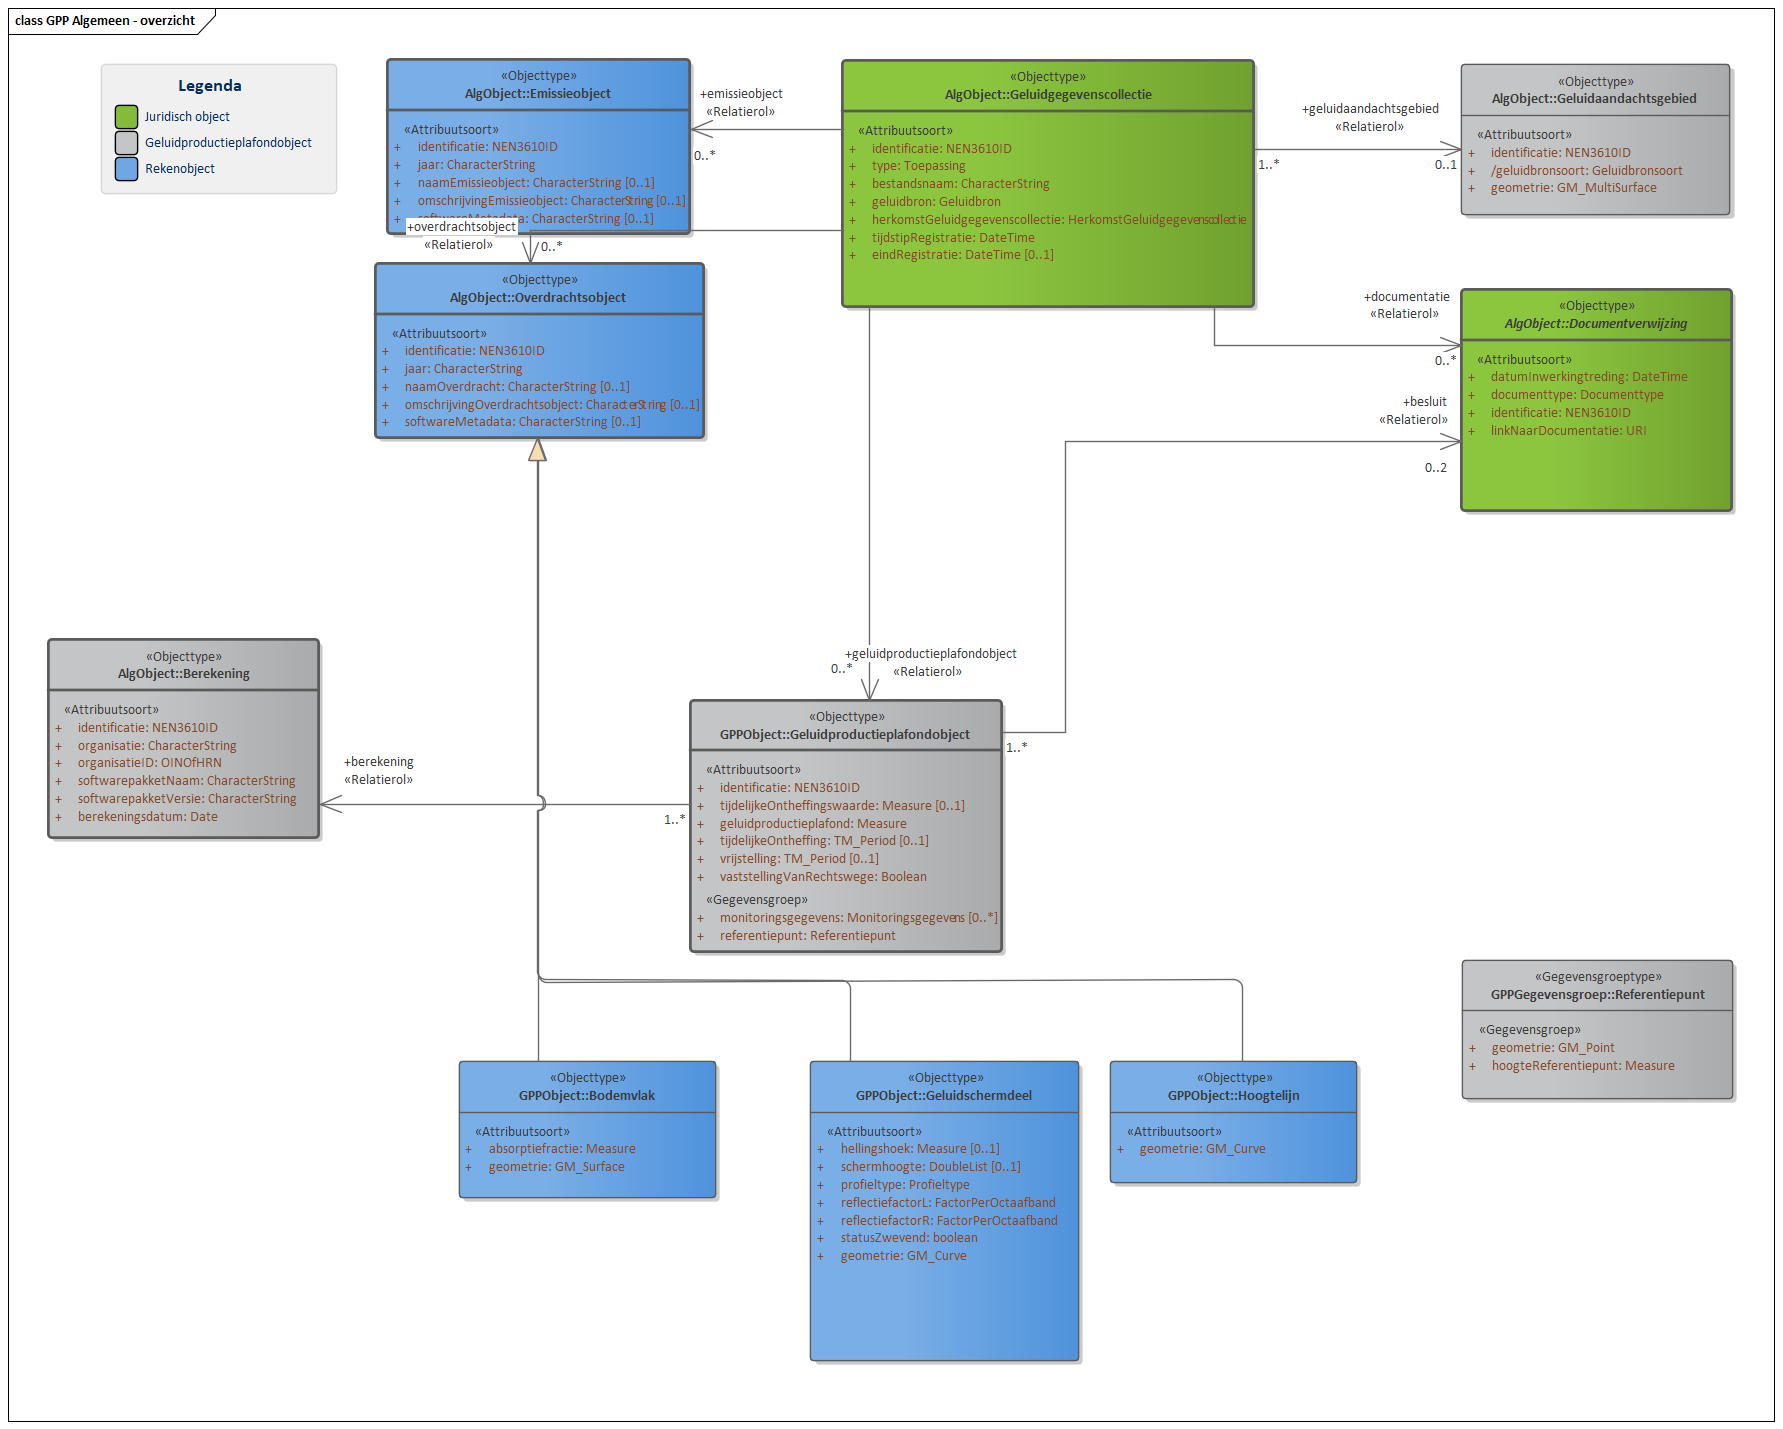 class GPP Algemeen - overzicht
Legenda
Juridisch object
Geluidproductieplafondobject
Rekenobject
«Objecttype»
AlgObject::Emissieobject
«Attribuutsoort»
+ identificatie: NEN3610ID
+ jaar: CharacterString
+ naamEmissieobject: CharacterString [0..1]
+ omschrijvingEmissieobject: CharacterString [0..1]
+ softwareMetadata: CharacterString [0..1]
+emissieobject
«Relatierol»
0..*
+overdrachtsobject
«Relatierol»
0..*
«Objecttype»
AlgObject::Geluidgegevenscollectie
«Attribuutsoort»
+ identificatie: NEN3610ID
+ type: Toepassing
+ bestandsnaam: CharacterString
+ geluidbron: Geluidbron
+ herkomstGeluidgegevenscollectie: HerkomstGeluidgegevenscollectie
+ tijdstipRegistratie: DateTime
+ eindRegistratie: DateTime [0..1]
+geluidaandachtsgebied
«Relatierol»
1..*
0..1
«Objecttype»
AlgObject::Geluidaandachtsgebied
«Attribuutsoort»
+ identificatie: NEN3610ID
+ /geluidbronsoort: Geluidbronsoort
+ geometrie: GM_MultiSurface
«Objecttype»
AlgObject::Overdrachtsobject
«Attribuutsoort»
+ identificatie: NEN3610ID
+ jaar: CharacterString
+ naamOverdracht: CharacterString [0..1]
+ omschrijvingOverdrachtsobject: CharacterString [0..1]
+ softwareMetadata: CharacterString [0..1]
+documentatie
«Relatierol»
0..*
«Objecttype»
AlgObject::Documentverwijzing
«Attribuutsoort»
+ datumInwerkingtreding: DateTime
+ documenttype: Documenttype
+ identificatie: NEN3610ID
+ linkNaarDocumentatie: URI
+besluit
«Relatierol»
0..2
«Objecttype»
AlgObject::Berekening
«Attribuutsoort»
+ identificatie: NEN3610ID
+ organisatie: CharacterString
+ organisatieID: OINOfHRN
+ softwarepakketNaam: CharacterString
+ softwarepakketVersie: CharacterString
+ berekeningsdatum: Date
+berekening
«Relatierol»
1..*
+geluidproductieplafondobject
0..*
«Relatierol»
«Objecttype»
GPPObject::Geluidproductieplafondobject
«Attribuutsoort»
+ identificatie: NEN3610ID
+ tijdelijkeOntheffingswaarde: Measure [0..1]
+ geluidproductieplafond: Measure
+ tijdelijkeOntheffing: TM_Period [0..1]
+ vrijstelling: TM_Period [0..1]
+ vaststellingVanRechtswege: Boolean
«Gegevensgroep»
+ monitoringsgegevens: Monitoringsgegevens [0..*]
+ referentiepunt: Referentiepunt
1..*
«Gegevensgroeptype»
GPPGegevensgroep::Referentiepunt
«Gegevensgroep»
+ geometrie: GM_Point
+ hoogteReferentiepunt: Measure
«Objecttype»
GPPObject::Bodemvlak
«Attribuutsoort»
+ absorptiefractie: Measure
+ geometrie: GM_Surface
«Objecttype»
GPPObject::Geluidschermdeel
«Attribuutsoort»
+ hellingshoek: Measure [0..1]
+ schermhoogte: DoubleList [0..1]
+ profieltype: Profieltype
+ reflectiefactorL: FactorPerOctaafband
+ reflectiefactorR: FactorPerOctaafband
+ statusZwevend: boolean
+ geometrie: GM_Curve
«Objecttype»
GPPObject::Hoogtelijn
«Attribuutsoort»
+ geometrie: GM_Curve